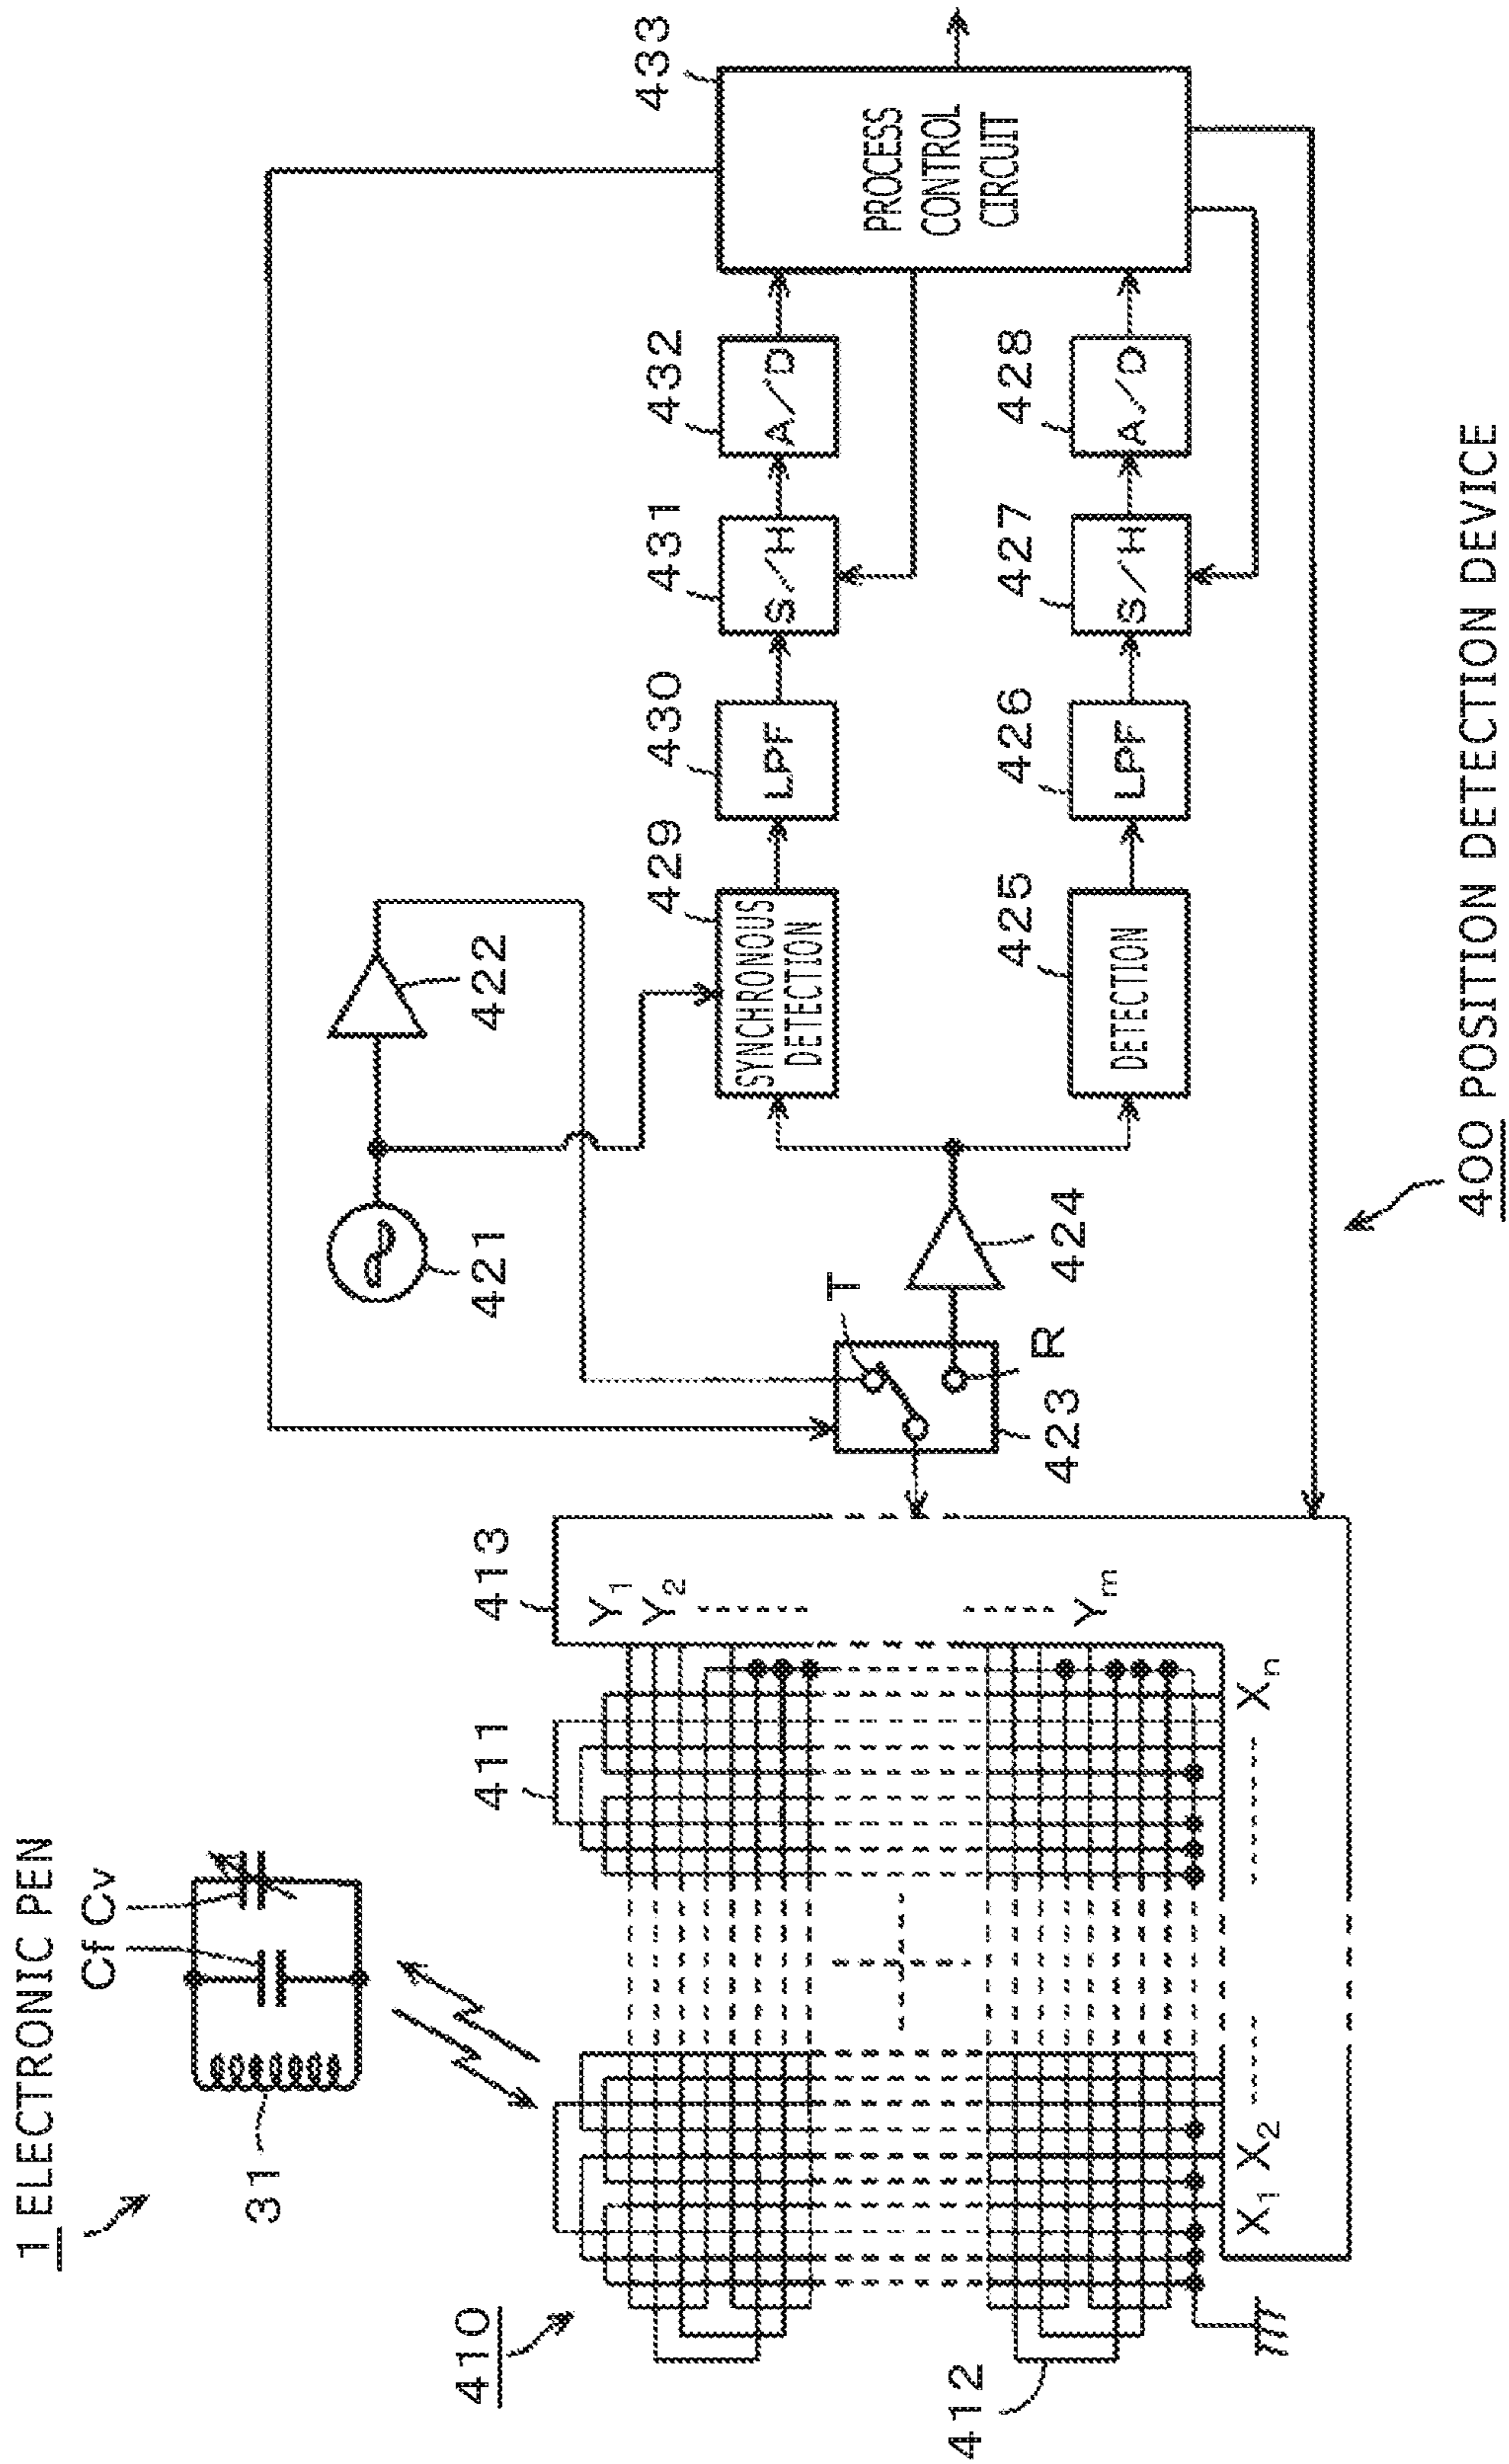 1 ELECTRONIC PEN
Cf Cv
31
410
411
412
413
Y1
Y2
Ym
X1 X2
Xn
421
422
423
T
R
424
SYNCHRONOUS
DETECTION
429
LPF
430
S/H
431
A/D
432
DETECTION
425
LPF
426
S/H
427
A/D
428
PROCESS
CONTROL
CIRCUIT
433
400 POSITION DETECTION DEVICE